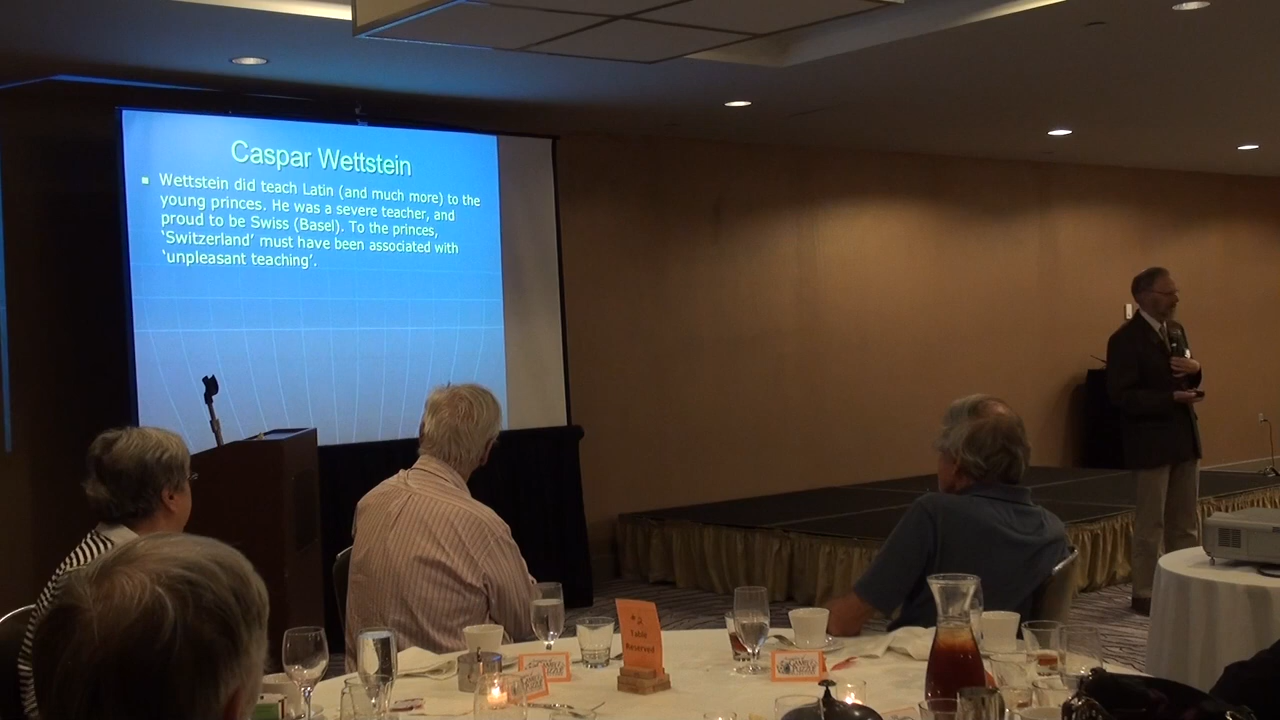 Caspar Wettstein
Wettstein did teach Latin (and much more) to the
young princes. He was a severe teacher, and
proud to be Swiss (Basel). To the princes,
‘Switzerland’ must have been associated with
‘unpleasant teaching’.
Table
Reserved